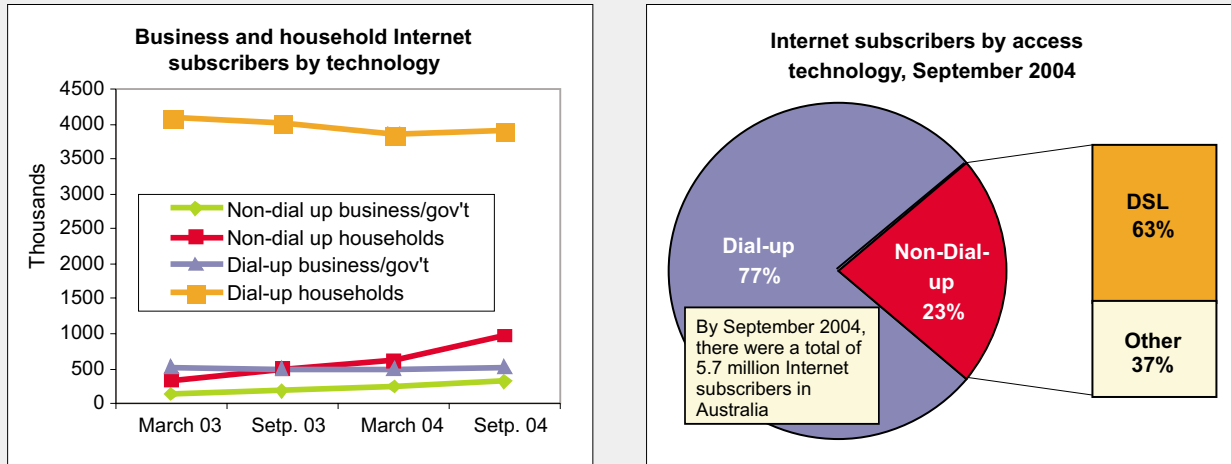 Business and household Internet
subscribers by technology
4500
4000
3500
3000
2500
2000
1500
1000
500
0
Thousands
Non-dial up business/gov't
Non-dial up households
Dial-up business/gov't
Dial-up households
March 03
Setp. 03
March 04
Setp. 04
Internet subscribers by access
technology, September 2004
Dial-up
77%
Non-Dial-
up
23%
By September 2004,
there were a total of
5.7 million Internet
subscribers in
Australia
DSL
63%
Other
37%